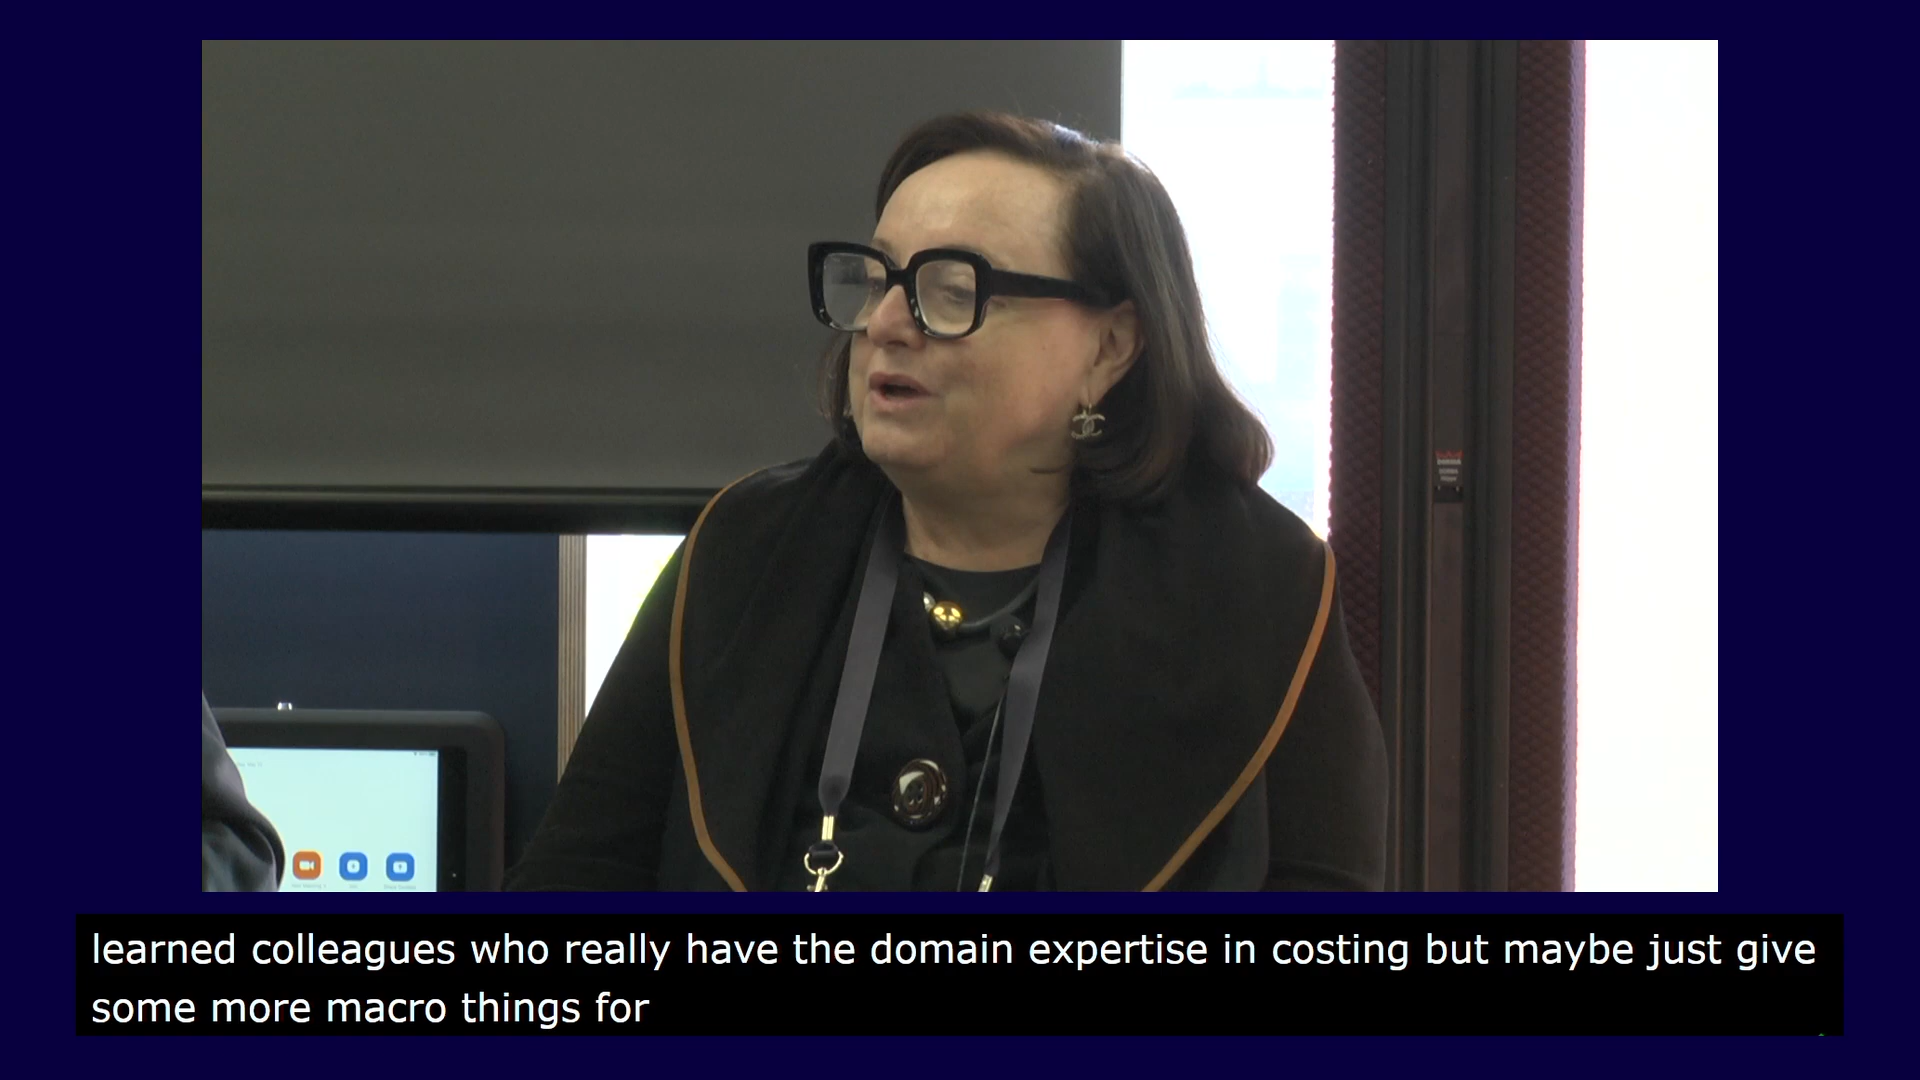 learned colleagues who really have the domain expertise in costing but maybe just give
some more macro things for